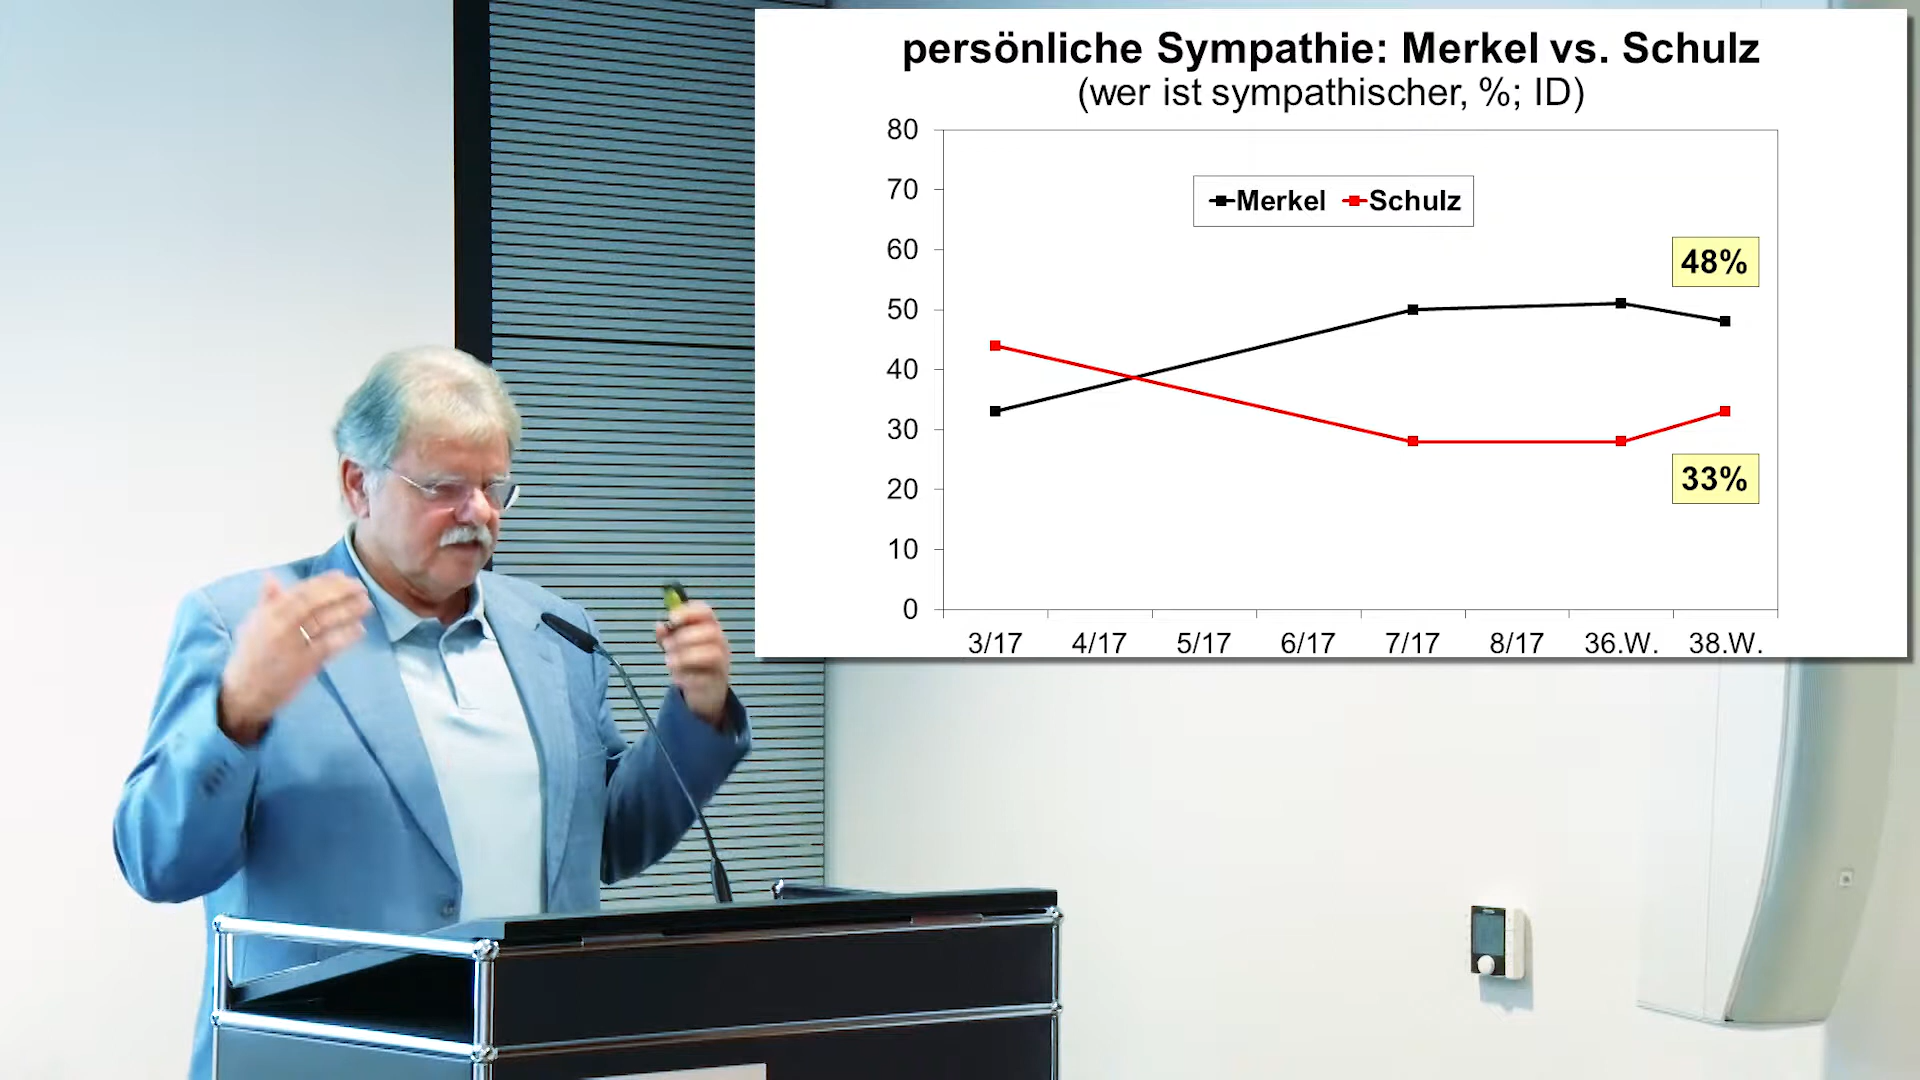 persönliche Sympathie: Merkel vs. Schulz
(wer ist sympathischer, %; ID)
80
70
60
50
40
30
20
10
0
Merkel Schulz
48%
33%
3/17 4/17 5/17 6/17 7/17 8/17 36.W. 38.W.